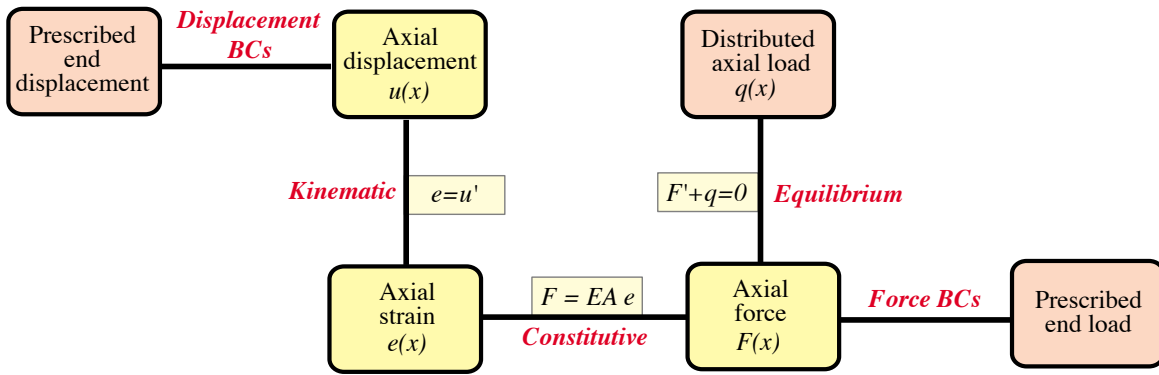 Prescribed
end
displacement
Displacement
BCs
Axial
displacement
u(x)
Distributed
axial load
q(x)
Kinematic
e=u'
F'+q=0
Equilibrium
Axial
strain
e(x)
F = EA e
Constitutive
Axial
force
F(x)
Force BCs
Prescribed
end load